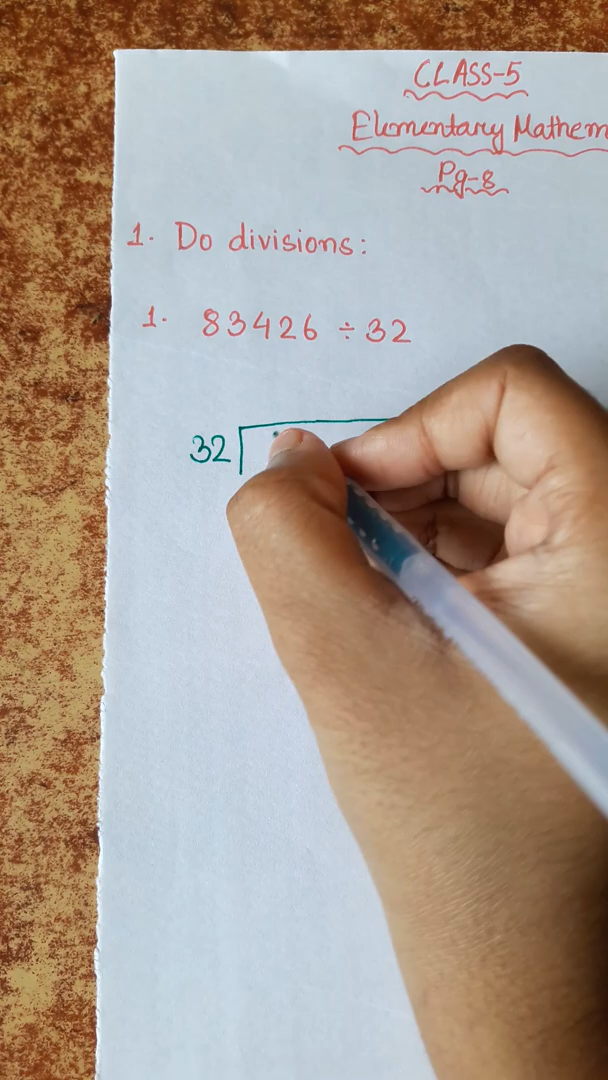 CLASS-5
Elementary Mathem
Pg-8
1. Do divisions:
1. 83426 ÷ 32
32